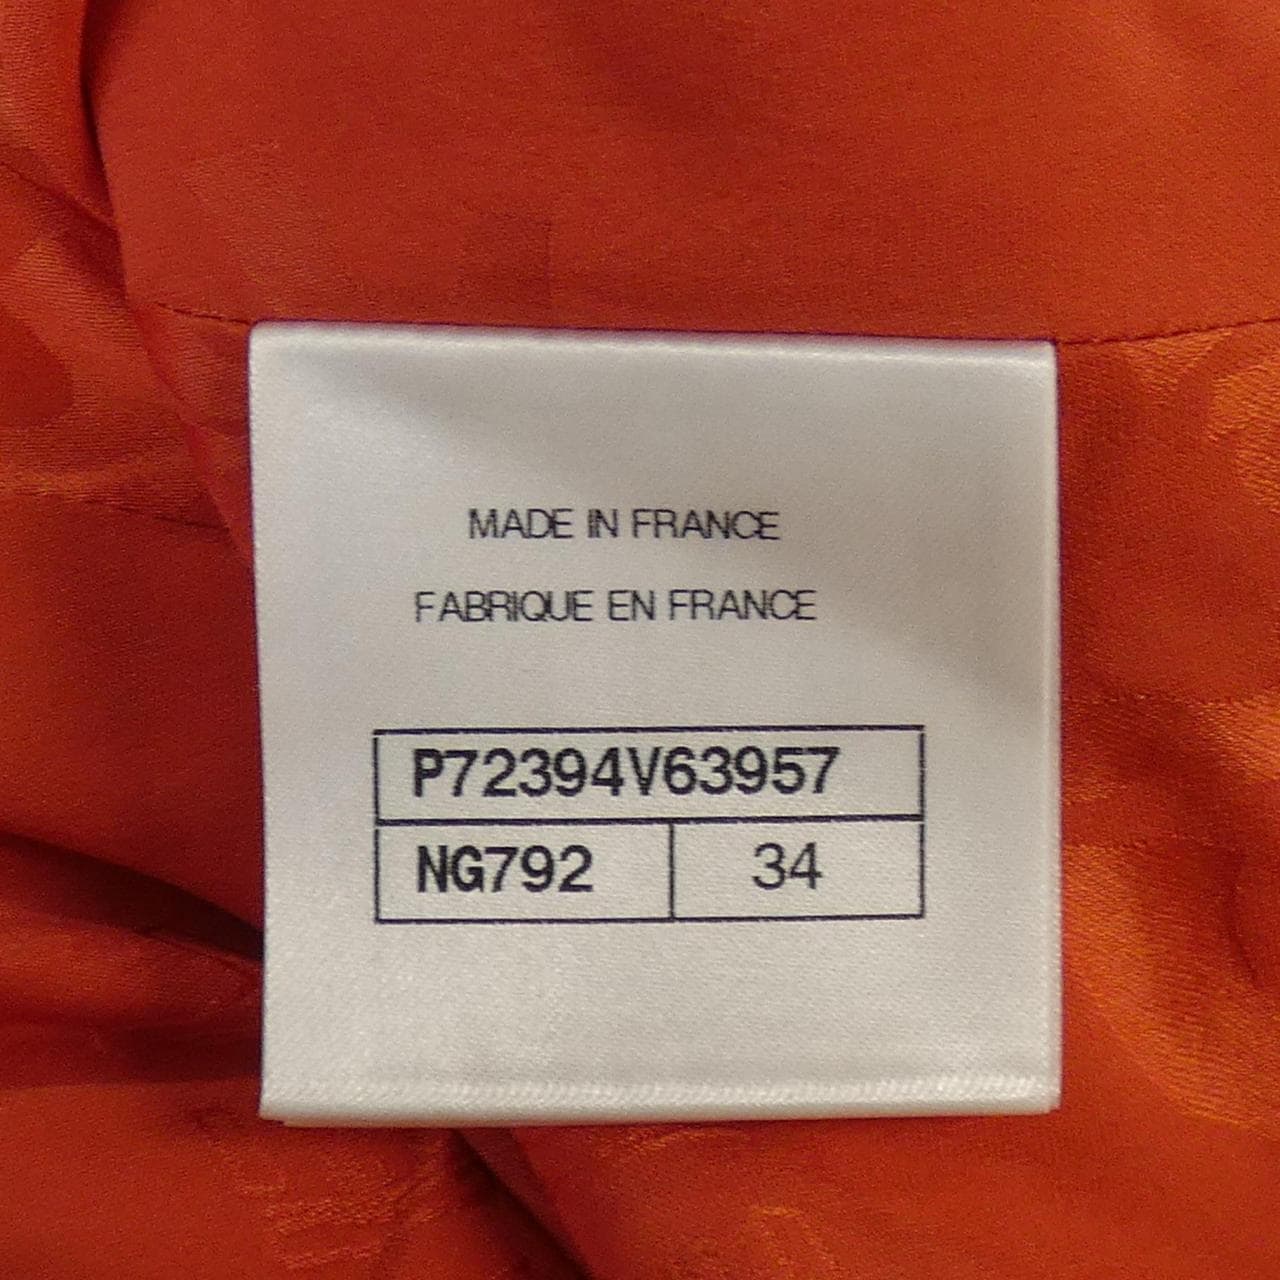 MADE IN FRANCE
FABRIQUE EN FRANCE
P72394V63957
NG792 34